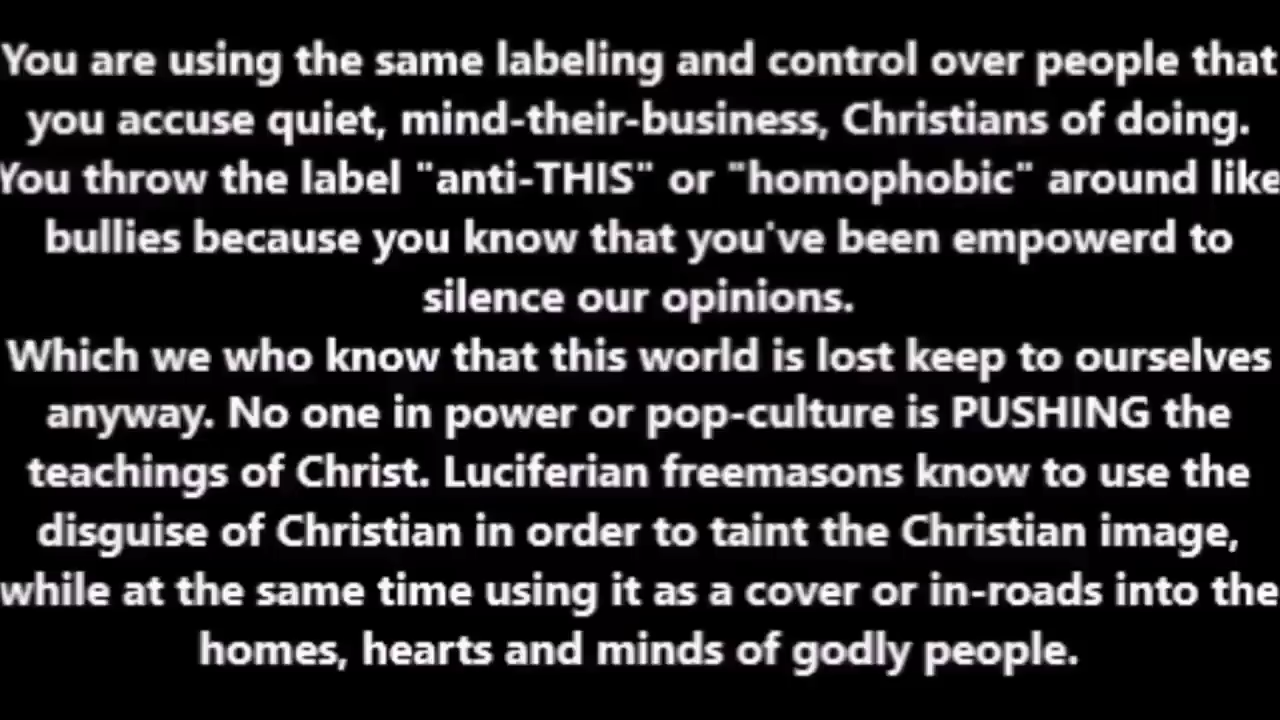 You are using the same labeling and control over people that
you accuse quiet, mind-their-business, Christians of doing.
You throw the label "anti-THIS" or "homophobic" around like
bullies because you know that you've been empowerd to
silence our opinions.
Which we who know that this world is lost keep to ourselves
anyway. No one in power or pop-culture is PUSHING the
teachings of Christ. Luciferian freemasons know to use the
disguise of Christian in order to taint the Christian image,
while at the same time using it as a cover or in-roads into the
homes, hearts and minds of godly people.